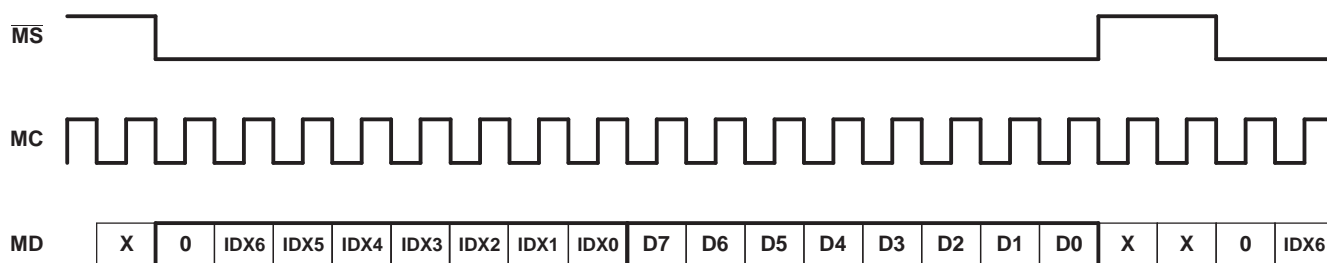 MS
MC
MD X 0 IDX6 IDX5 IDX4 IDX3 IDX2 IDX1 IDX0 D7 D6 D5 D4 D3 D2 D1 D0 X X 0 IDX6